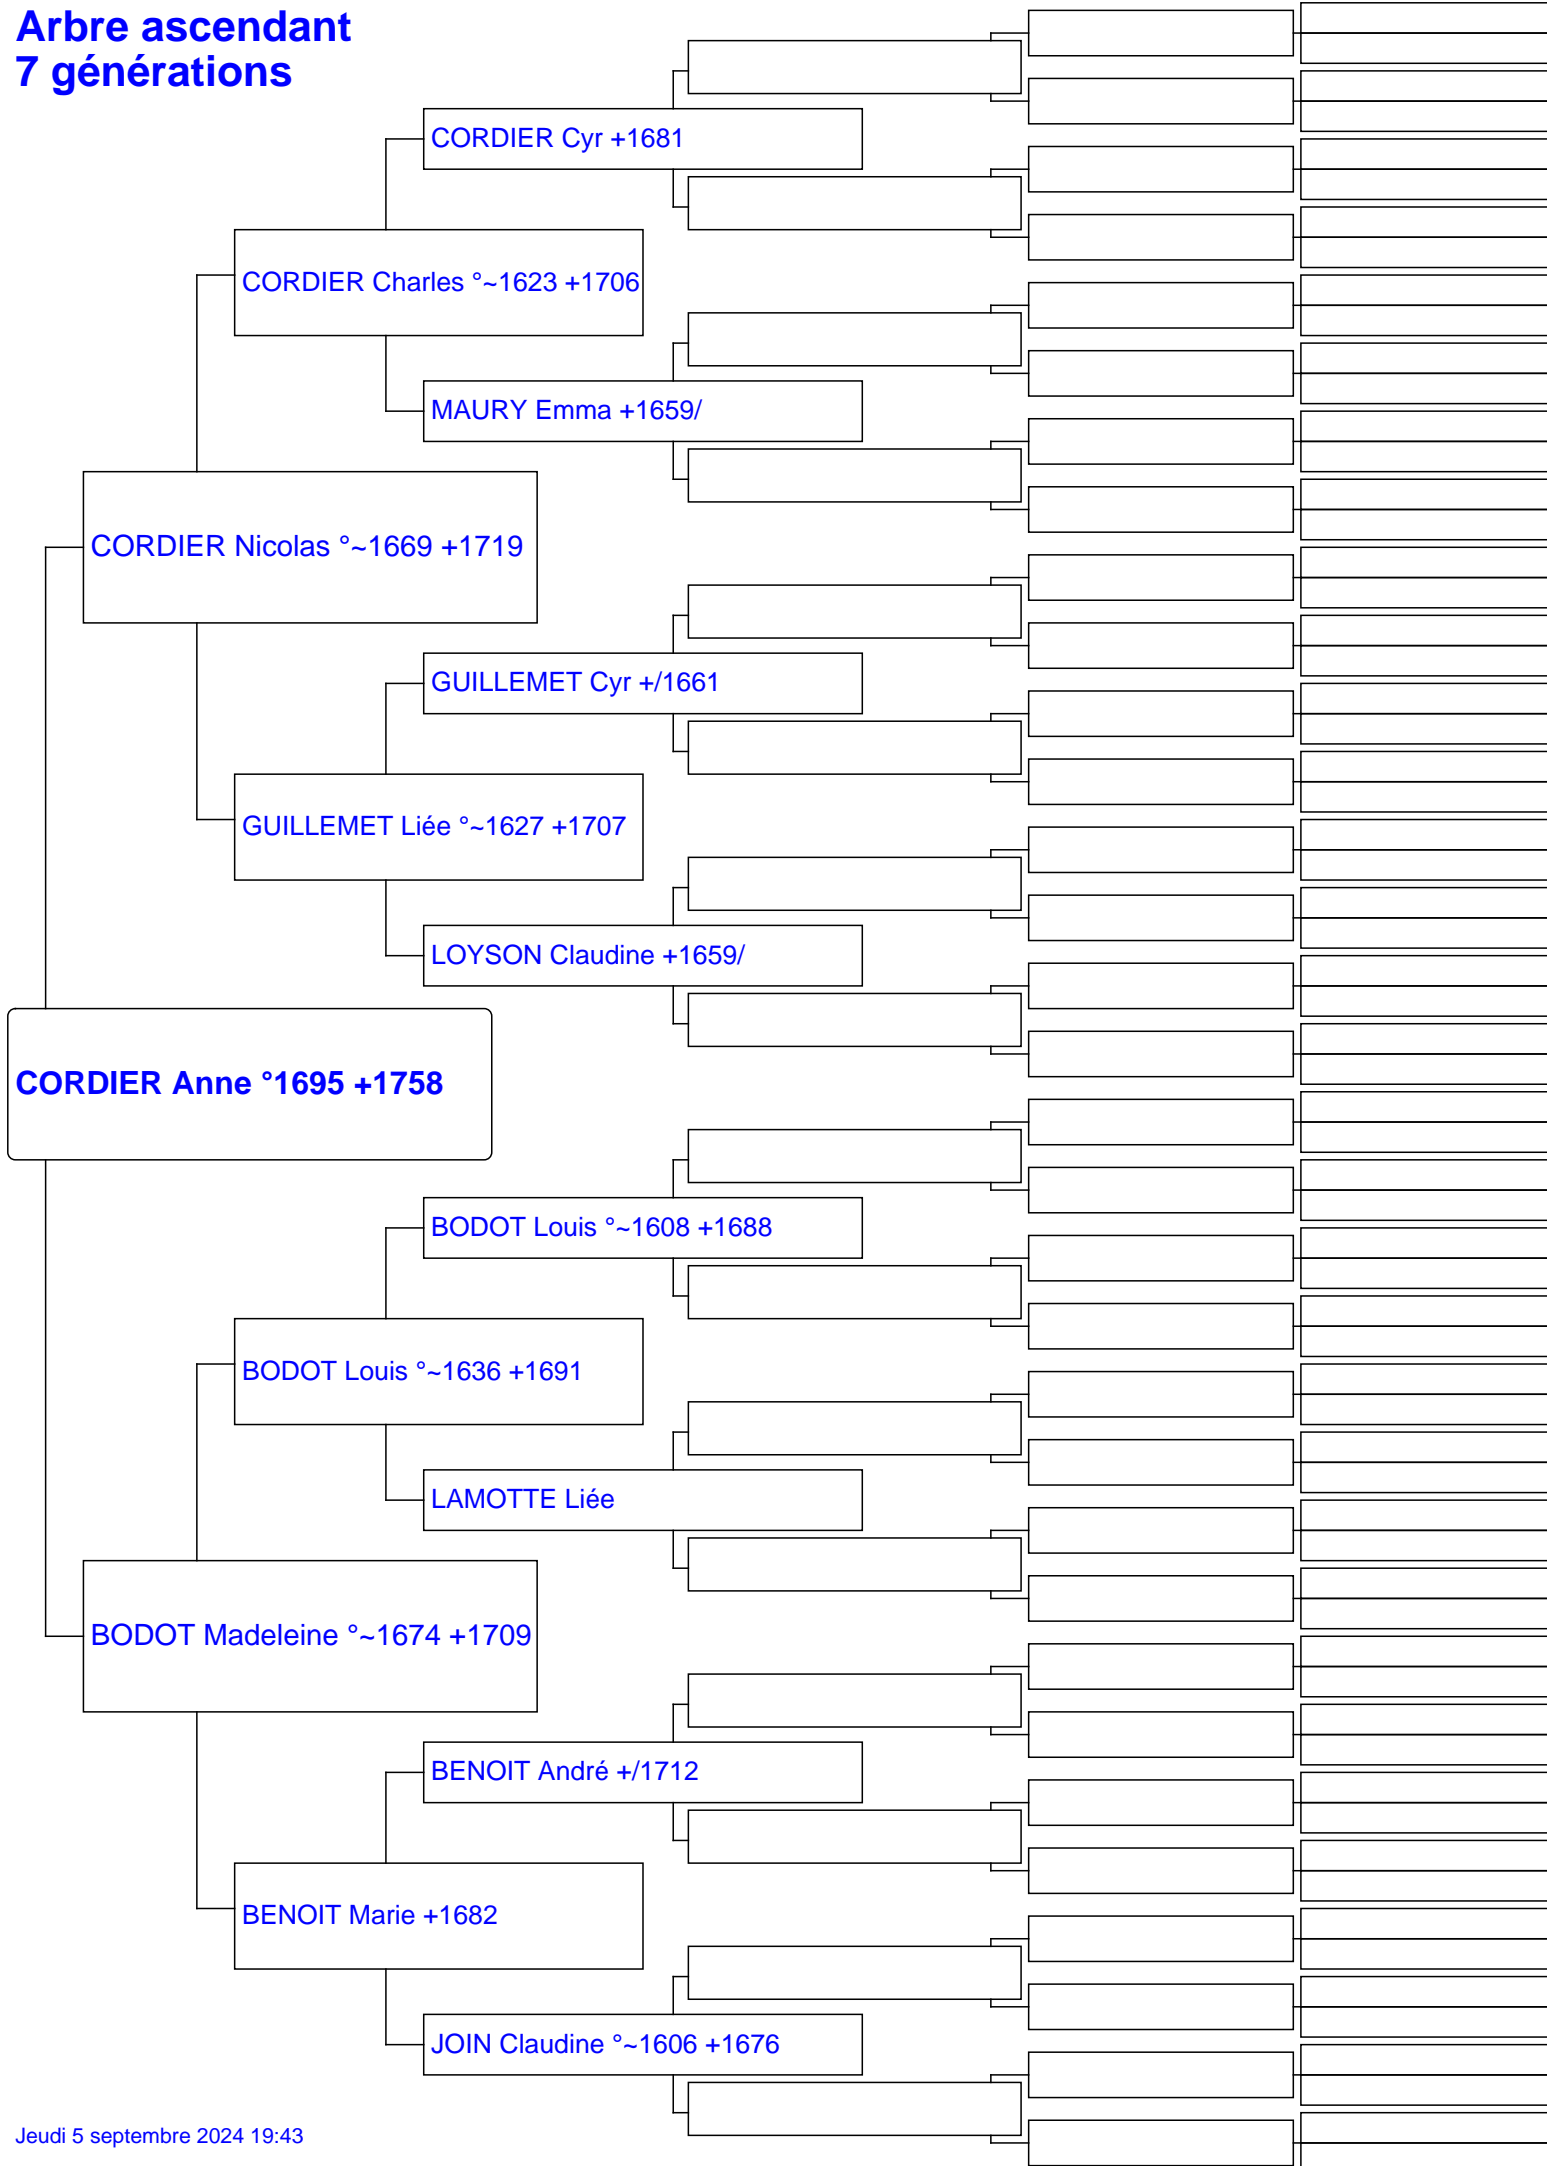 Arbre ascendant
7 générations
CORDIER Cyr +1681
CORDIER Charles °~1623 +1706
MAURY Emma +1659/
CORDIER Nicolas °~1669 +1719
GUILLEMET Cyr +/1661
GUILLEMET Liée °~1627 +1707
LOYSON Claudine +1659/
CORDIER Anne °1695 +1758
BODOT Louis °~1608 +1688
BODOT Louis °~1636 +1691
LAMOTTE Liée
BODOT Madeleine °~1674 +1709
BENOIT André +/1712
BENOIT Marie +1682
JOIN Claudine °~1606 +1676
Jeudi 5 septembre 2024 19:43